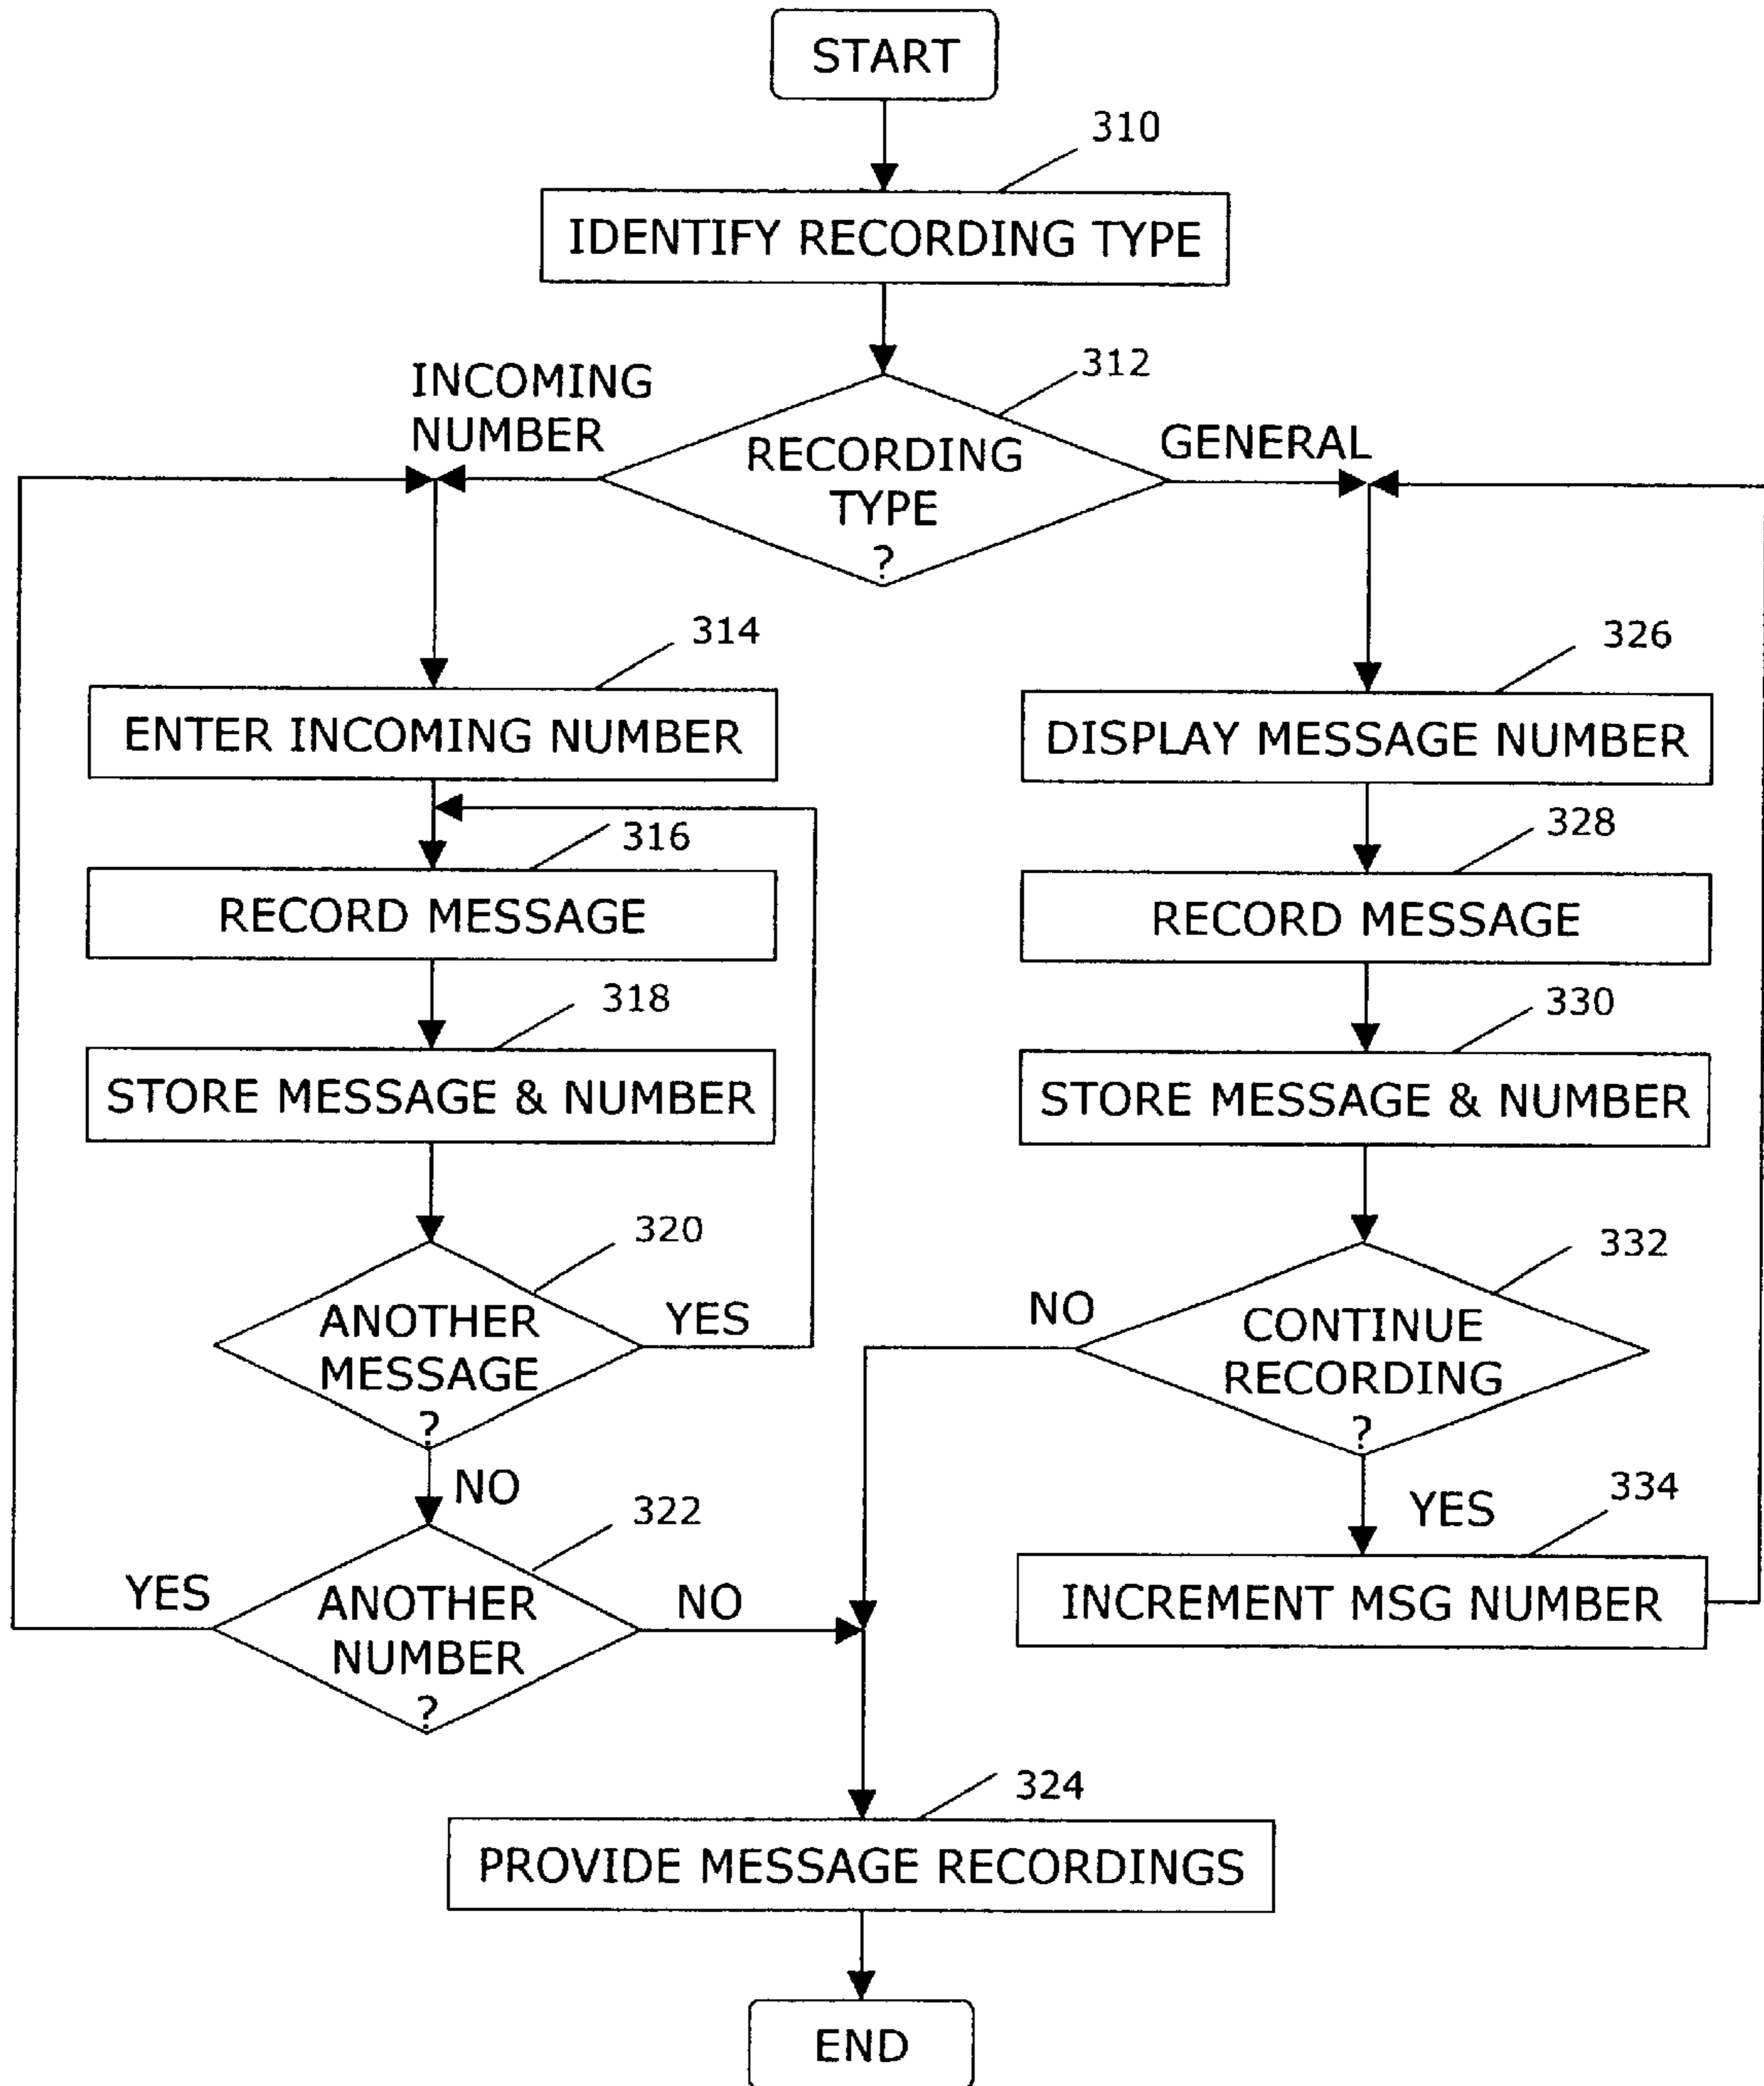 START
310
IDENTIFY RECORDING TYPE
312
INCOMING
NUMBER
RECORDING
TYPE
?
GENERAL
314
ENTER INCOMING NUMBER
316
RECORD MESSAGE
318
STORE MESSAGE & NUMBER
320
ANOTHER
MESSAGE
?
YES
NO
322
ANOTHER
NUMBER
?
YES
NO
326
DISPLAY MESSAGE NUMBER
328
RECORD MESSAGE
330
STORE MESSAGE & NUMBER
332
CONTINUE
RECORDING
?
NO
YES
334
INCREMENT MSG NUMBER
324
PROVIDE MESSAGE RECORDINGS
END